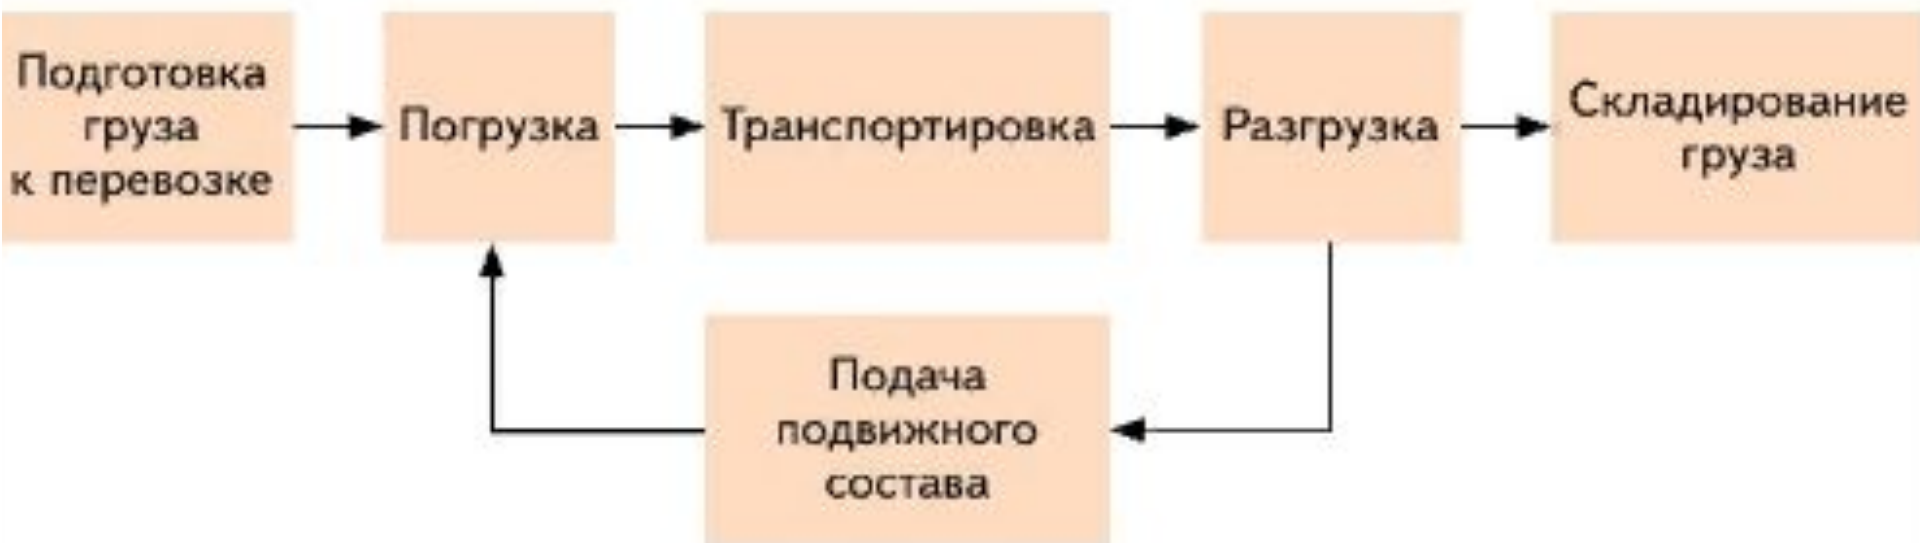 Подготовка
груза
к перевозке
Погрузка
Транспортировка
Разгрузка
Складирование
груза
Подача
подвижного
состава